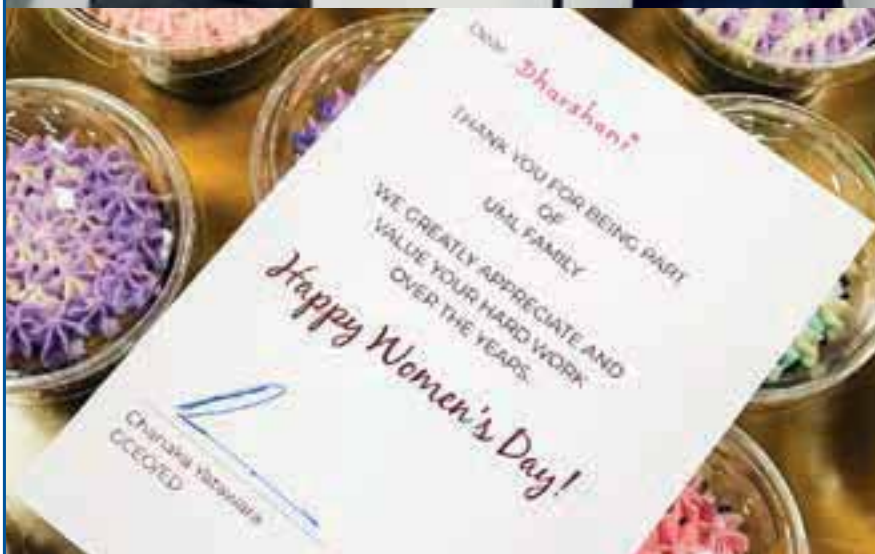 Dear Dharshani
THANK YOU FOR BEING PART
OF
UML FAMILY
WE GREATLY APPRECIATE AND
VALUE YOUR HARD WORK
OVER THE YEARS.
Happy Women's Day!
Chanaka Yatawara
GCEO/ED